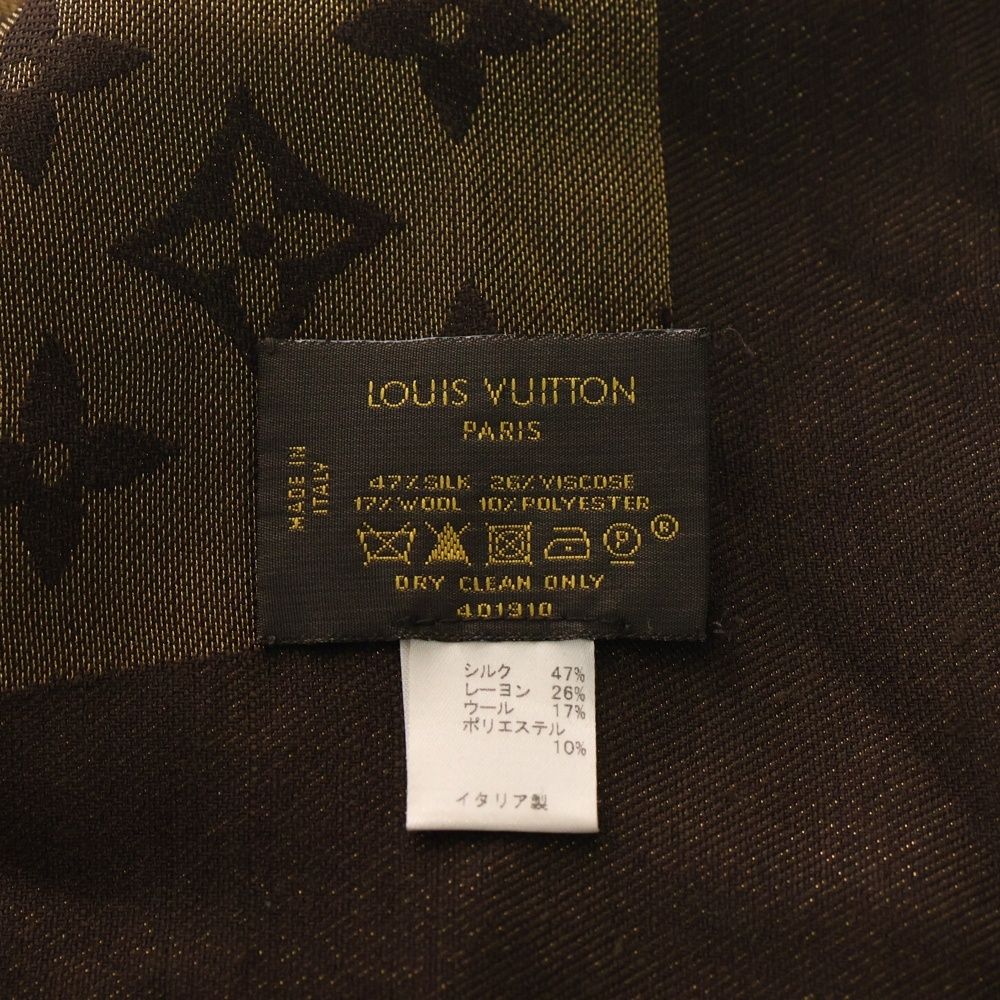 LOUIS VUITTON
PARIS
MADE IN
ITALY
47% SILK 26% VISCOSE
17% WOOL 10% POLYESTER
P ®
DRY CLEAN ONLY
401910
シルク 47%
レーヨン 26%
ウール 17%
ポリエステル
10%
イタリア製